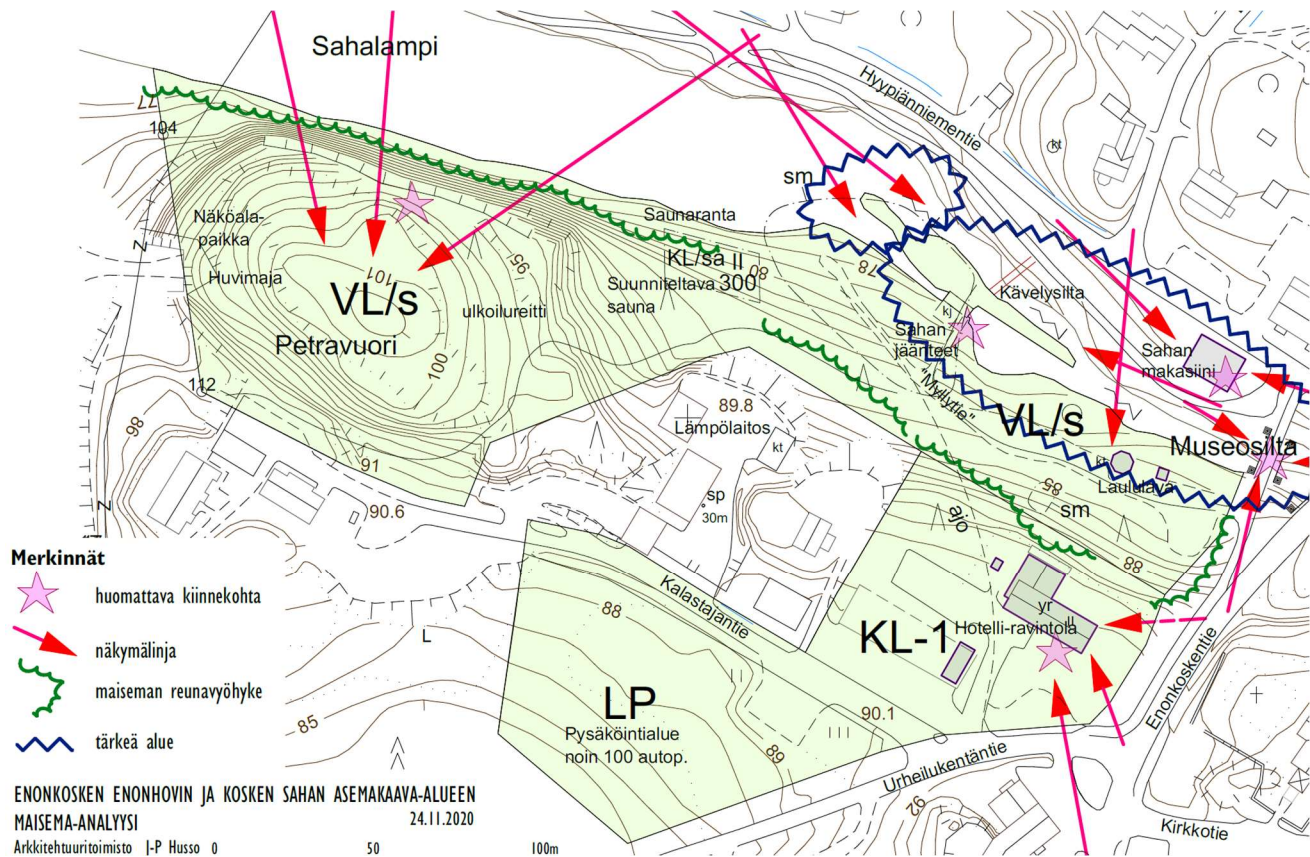 Sahalampi
Hyypiänniementie
77
104
kt
sm
Näköala-
paikka
Saunaranta
Z
Huvimaja
101
95
KL/sa II
80
78
Suunniteltava 300
sauna
VL/s
ulkoilureitti
Kävelysilta
Petravuori
kj
Sahan
jäänteet
Sahan
makasiini
100
112
"Myllytie"
89.8
Lämpölaitos
98
kt
VL/s
Museosilta
91
kt
Laululava
85
sp
30m
sm
90.6
ajo
Z
88
Merkinnät
huomattava kiinnekohta
näkymälinja
maiseman reunavyöhyke
tärkeä alue
Kalastajantie
88
yr
II
Hotelli-ravintola
KL-1
L
LP
Pysäköintialue
noin 100 autop.
85
90.1
89
Enonkoskentie
Urheilukentäntie
92
Kirkkotie
ENONKOSKEN ENONHOVIN JA KOSKEN SAHAN ASEMAKAAVA-ALUEEN
MAISEMA-ANALYYSI 24.11.2020
Arkkitehtuuritoimisto J-P Husso 0 50 100m